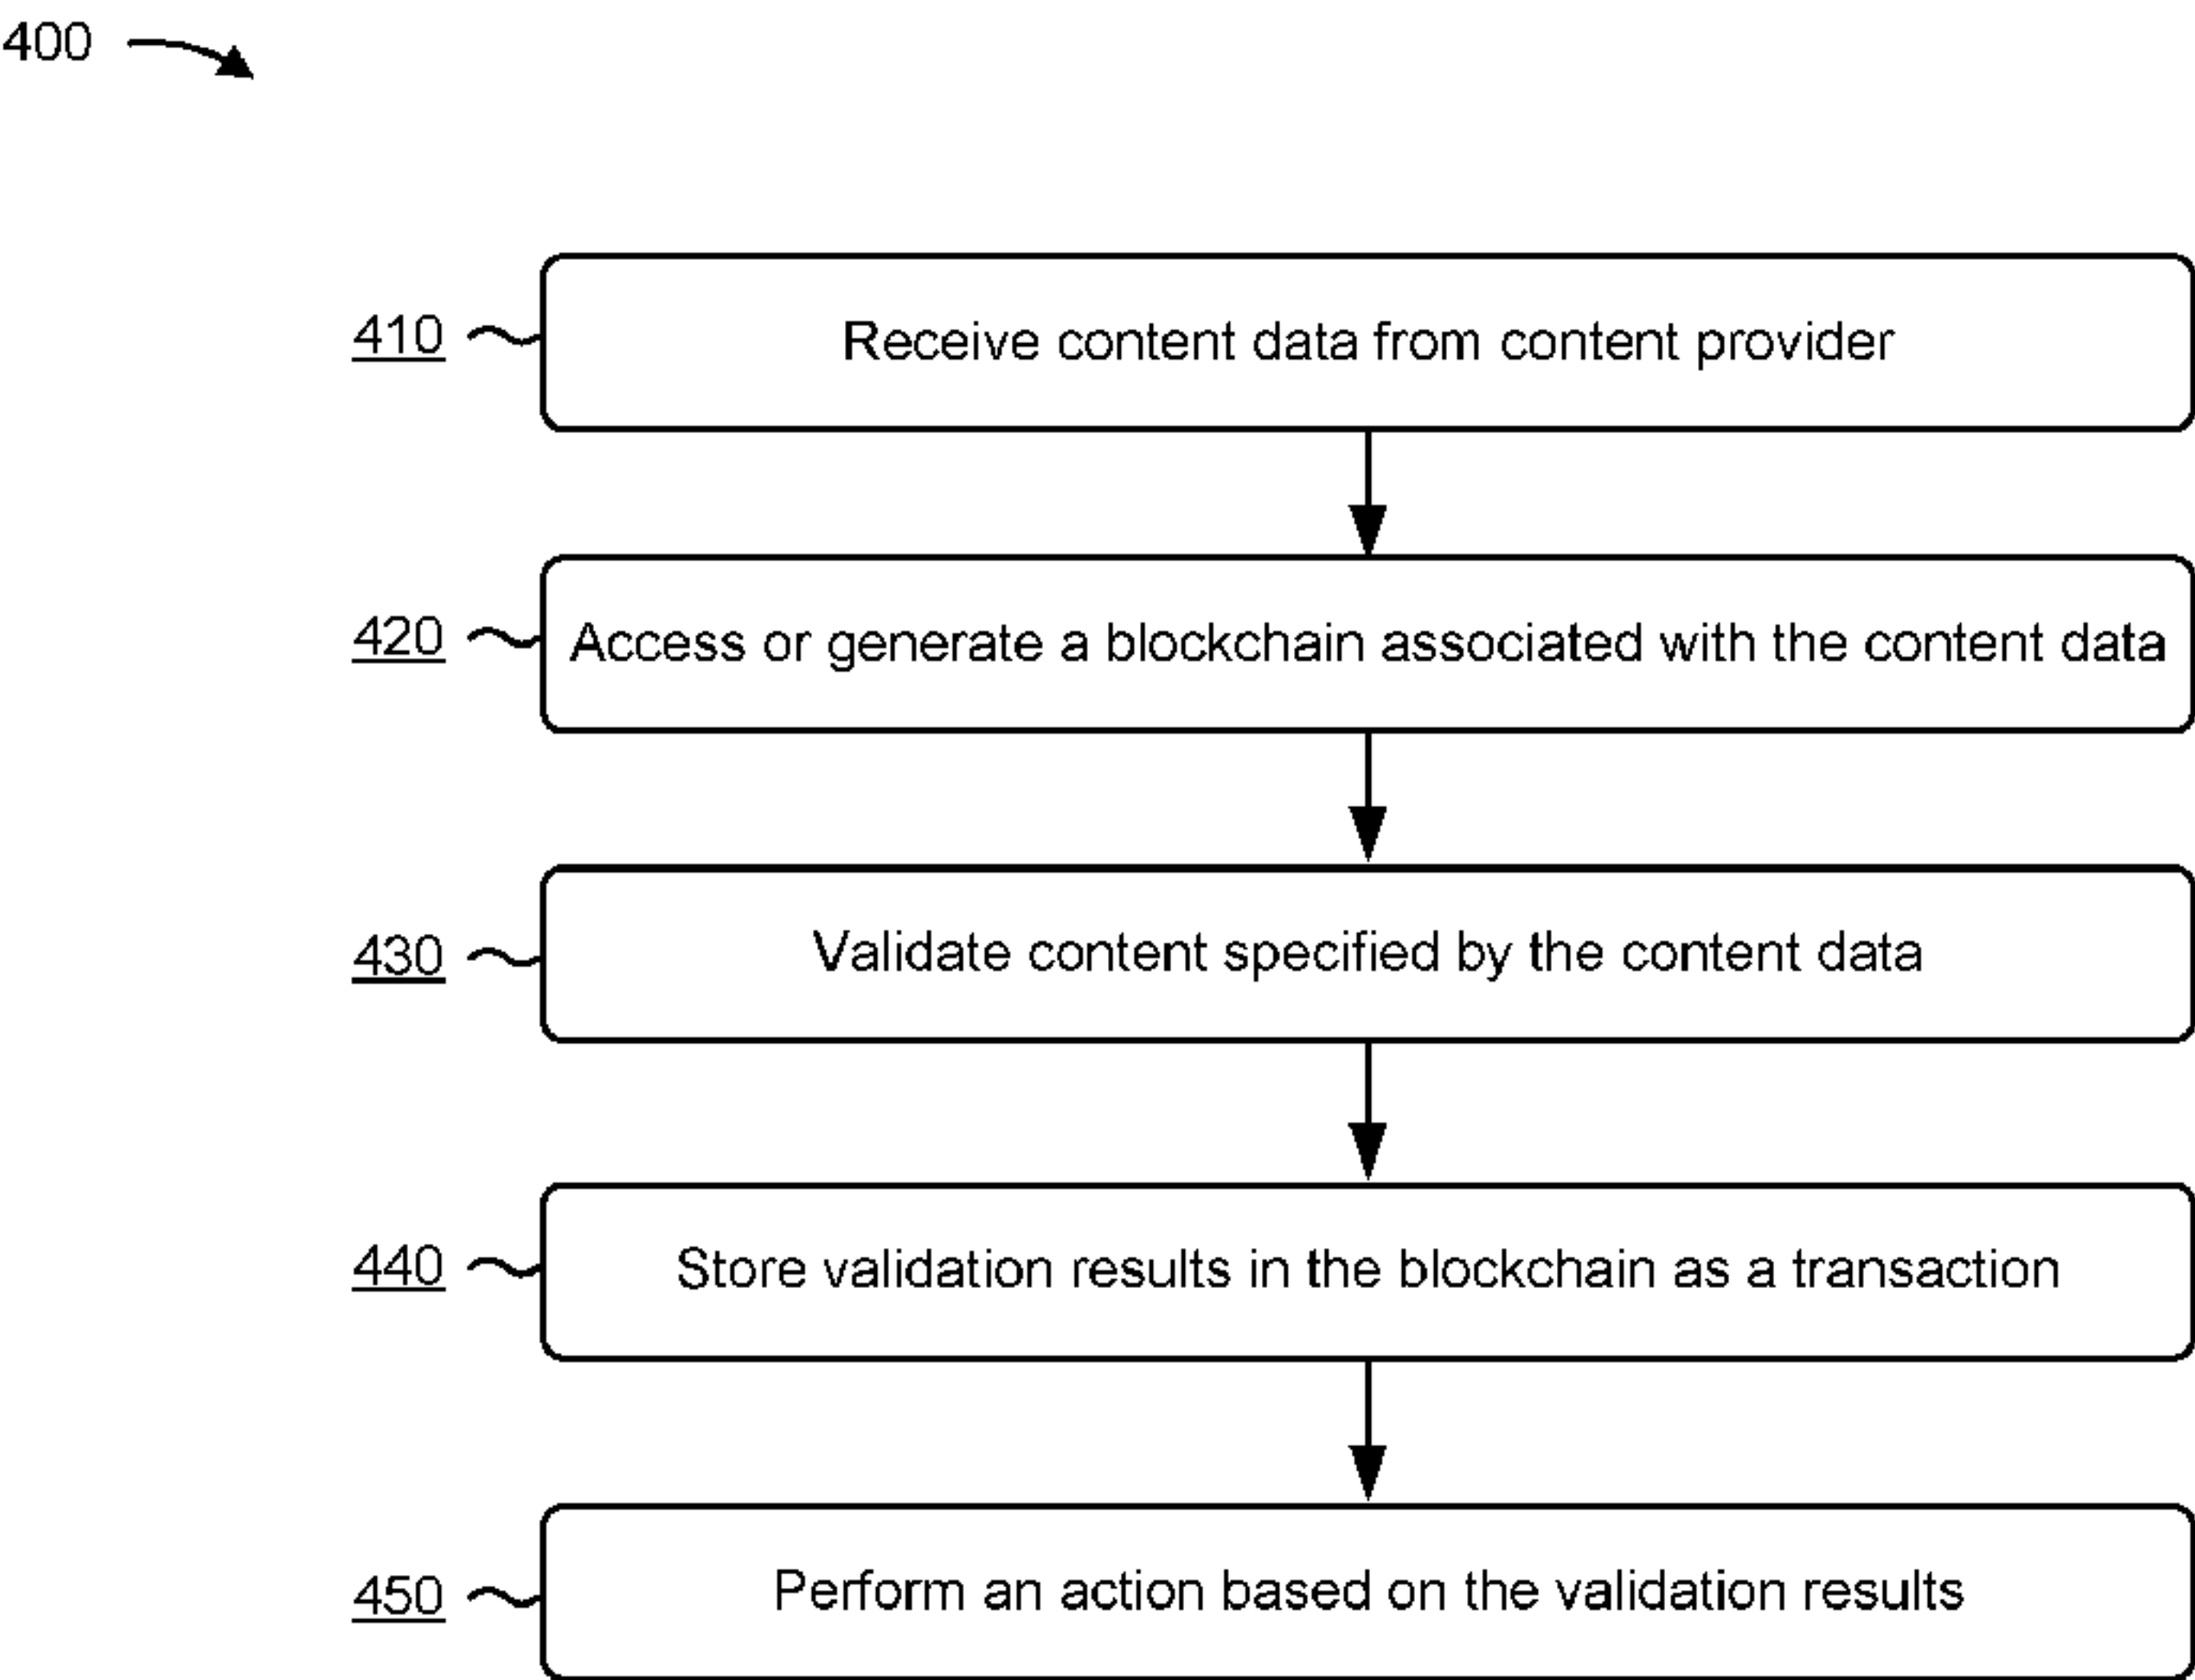 400
410 Receive content data from content provider
420 Access or generate a blockchain associated with the content data
430 Validate content specified by the content data
440 Store validation results in the blockchain as a transaction
450 Perform an action based on the validation results